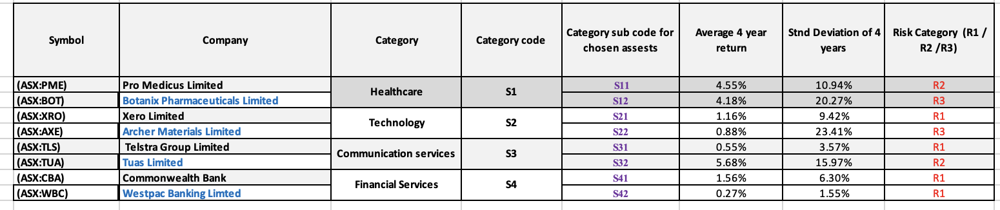 Symbol Company Category Category code Category sub code for chosen assests Average 4 year return Stnd Deviation of 4 years Risk Category (R1 / R2 /R3)
(ASX:PME) Pro Medicus Limited Healthcare S1 S11 4.55% 10.94% R2
(ASX:BOT) Botanix Pharmaceuticals Limited S12 4.18% 20.27% R3
(ASX:XRO) Xero Limited Technology S2 S21 1.16% 9.42% R1
(ASX:AXE) Archer Materials Limited S22 0.88% 23.41% R3
(ASX:TLS) Telstra Group Limited Communication services S3 S31 0.55% 3.57% R1
(ASX:TUA) Tuas Limited S32 5.68% 15.97% R2
(ASX:CBA) Commonwealth Bank Financial Services S4 S41 1.56% 6.30% R1
(ASX:WBC) Westpac Banking Limted S42 0.27% 1.55% R1